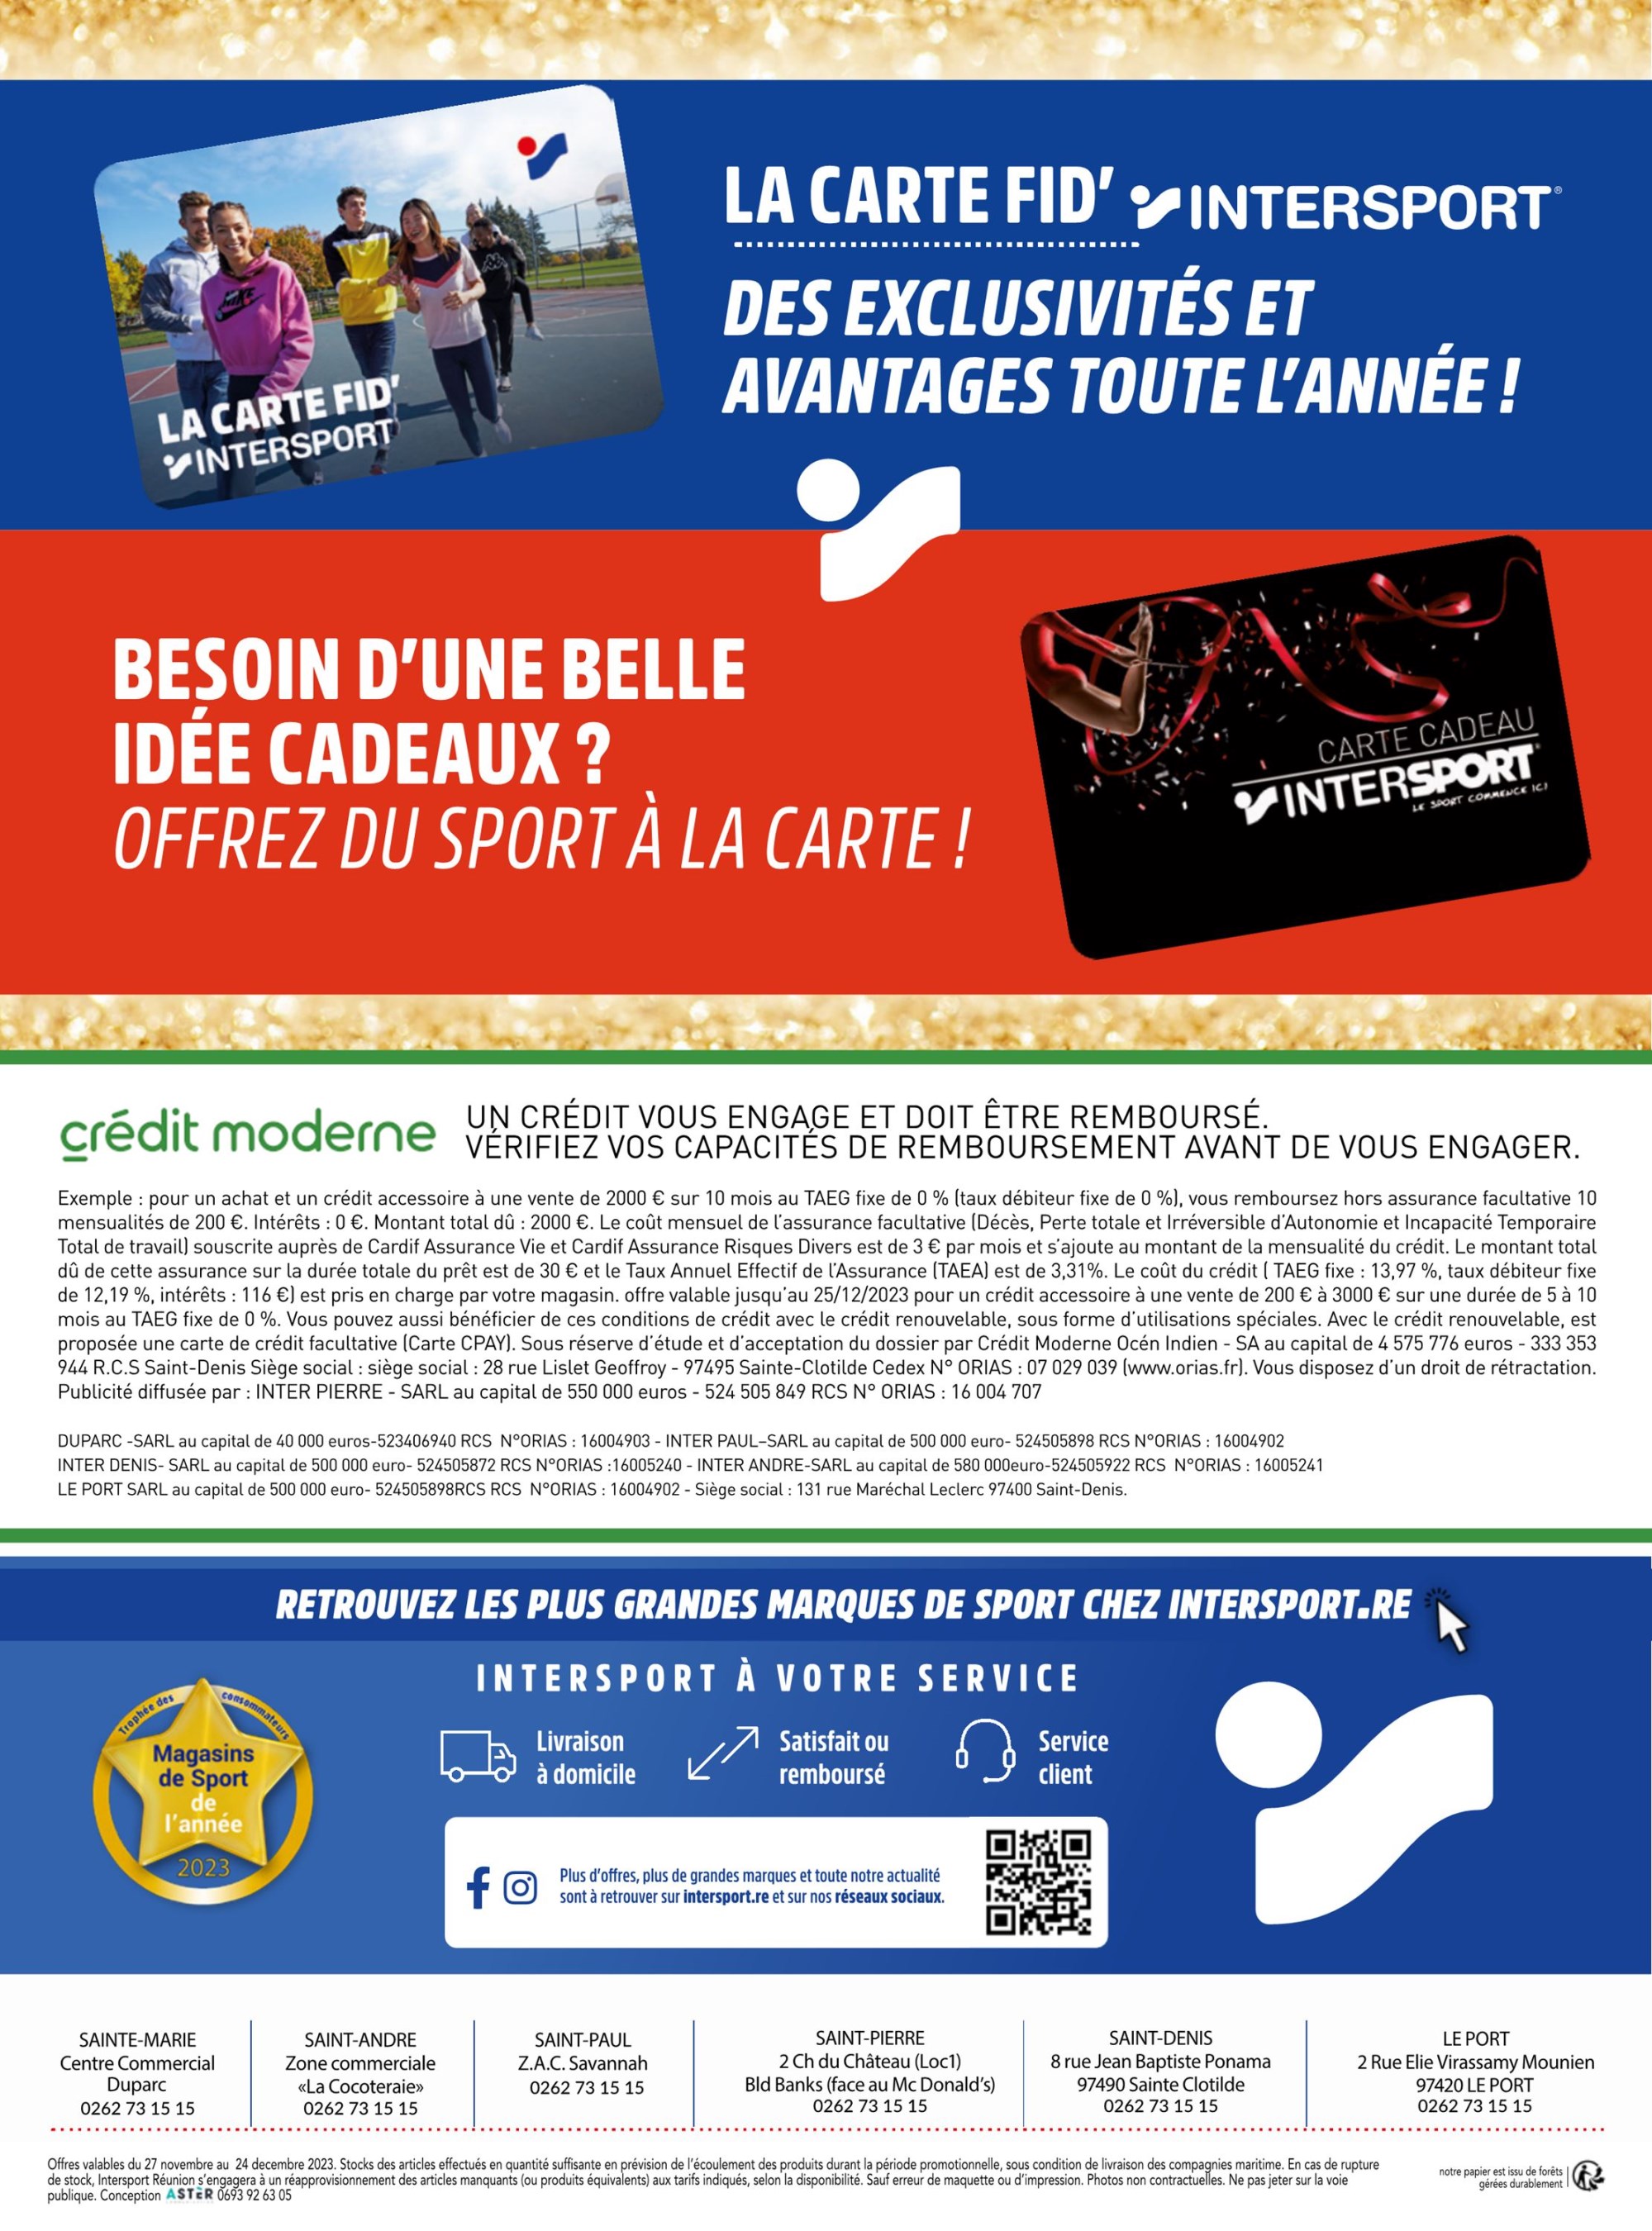 LA CARTE FID'
INTERSPORT
LA CARTE FID' INTERSPORT®
DES EXCLUSIVITÉS ET
AVANTAGES TOUTE L'ANNÉE !
BESOIN D'UNE BELLE
IDÉE CADEAUX ?
OFFREZ DU SPORT À LA CARTE !
CARTE CADEAU
INTERSPORT
LE SPORT COMMENCE ICI
crédit moderne
UN CRÉDIT VOUS ENGAGE ET DOIT ÊTRE REMBOURSÉ.
VÉRIFIEZ VOS CAPACITÉS DE REMBOURSEMENT AVANT DE VOUS ENGAGER.
Exemple : pour un achat et un crédit accessoire à une vente de 2000 € sur 10 mois au TAEG fixe de 0 % (taux débiteur fixe de 0 %), vous remboursez hors assurance facultative 10
mensualités de 200 €. Intérêts : 0 €. Montant total dû : 2000 €. Le coût mensuel de l'assurance facultative (Décès, Perte totale et Irréversible d'Autonomie et Incapacité Temporaire
Total de travail) souscrite auprès de Cardif Assurance Vie et Cardif Assurance Risques Divers est de 3 € par mois et s'ajoute au montant de la mensualité du crédit. Le montant total
dû de cette assurance sur la durée totale du prêt est de 30 € et le Taux Annuel Effectif de l'Assurance (TAEA) est de 3,31%. Le coût du crédit ( TAEG fixe : 13,97 %, taux débiteur fixe
de 12,19 %, intérêts : 116 €) est pris en charge par votre magasin. offre valable jusqu'au 25/12/2023 pour un crédit accessoire à une vente de 200 € à 3000 € sur une durée de 5 à 10
mois au TAEG fixe de 0 %. Vous pouvez aussi bénéficier de ces conditions de crédit avec le crédit renouvelable, sous forme d'utilisations spéciales. Avec le crédit renouvelable, est
proposée une carte de crédit facultative (Carte CPAY). Sous réserve d'étude et d'acceptation du dossier par Crédit Moderne Océn Indien - SA au capital de 4 575 776 euros - 333 353
944 R.C.S Saint-Denis Siège social : siège social : 28 rue Lislet Geoffroy - 97495 Sainte-Clotilde Cedex N° ORIAS : 07 029 039 (www.orias.fr). Vous disposez d'un droit de rétractation.
Publicité diffusée par : INTER PIERRE - SARL au capital de 550 000 euros - 524 505 849 RCS N° ORIAS : 16 004 707
DUPARC -SARL au capital de 40 000 euros-523406940 RCS N°ORIAS : 16004903 - INTER PAUL–SARL au capital de 500 000 euro- 524505898 RCS N°ORIAS : 16004902
INTER DENIS- SARL au capital de 500 000 euro- 524505872 RCS N°ORIAS :16005240 - INTER ANDRE-SARL au capital de 580 000euro-524505922 RCS N°ORIAS : 16005241
LE PORT SARL au capital de 500 000 euro- 524505898RCS RCS N°ORIAS : 16004902 - Siège social : 131 rue Maréchal Leclerc 97400 Saint-Denis.
RETROUVEZ LES PLUS GRANDES MARQUES DE SPORT CHEZ INTERSPORT.RE
INTERSPORT À VOTRE SERVICE
Trophée des consommateurs
Magasins
de Sport
de
l'année
2023
Livraison
à domicile
Satisfait ou
remboursé
Service
client
Plus d'offres, plus de grandes marques et toute notre actualité
sont à retrouver sur intersport.re et sur nos réseaux sociaux.
SAINTE-MARIE
Centre Commercial
Duparc
0262 73 15 15
SAINT-ANDRE
Zone commerciale
«La Cocoteraie»
0262 73 15 15
SAINT-PAUL
Z.A.C. Savannah
0262 73 15 15
SAINT-PIERRE
2 Ch du Château (Loc1)
Bld Banks (face au Mc Donald's)
0262 73 15 15
SAINT-DENIS
8 rue Jean Baptiste Ponama
97490 Sainte Clotilde
0262 73 15 15
LE PORT
2 Rue Elie Virassamy Mounien
97420 LE PORT
0262 73 15 15
Offres valables du 27 novembre au 24 decembre 2023. Stocks des articles effectués en quantité suffisante en prévision de l'écoulement des produits durant la période promotionnelle, sous condition de livraison des compagnies maritime. En cas de rupture
de stock, Intersport Réunion s'engagera à un réapprovisionnement des articles manquants (ou produits équivalents) aux tarifs indiqués, selon la disponibilité. Sauf erreur de maquette ou d'impression. Photos non contractuelles. Ne pas jeter sur la voie
publique. Conception ASTÈR 0693 92 63 05
notre papier est issu de forêts
gérées durablement